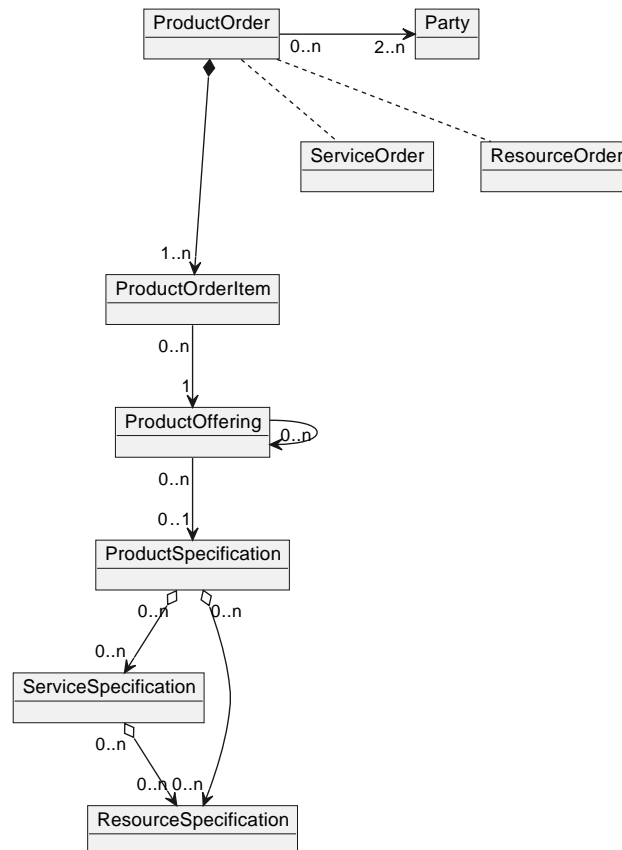 ProductOrder
0..n
2..n
Party
ServiceOrder
ResourceOrder
1..n
ProductOrderItem
0..n
1
ProductOffering
0..n
0..n
0..1
ProductSpecification
0..n
0..n
0..n
ServiceSpecification
0..n
0..n
0..n
ResourceSpecification